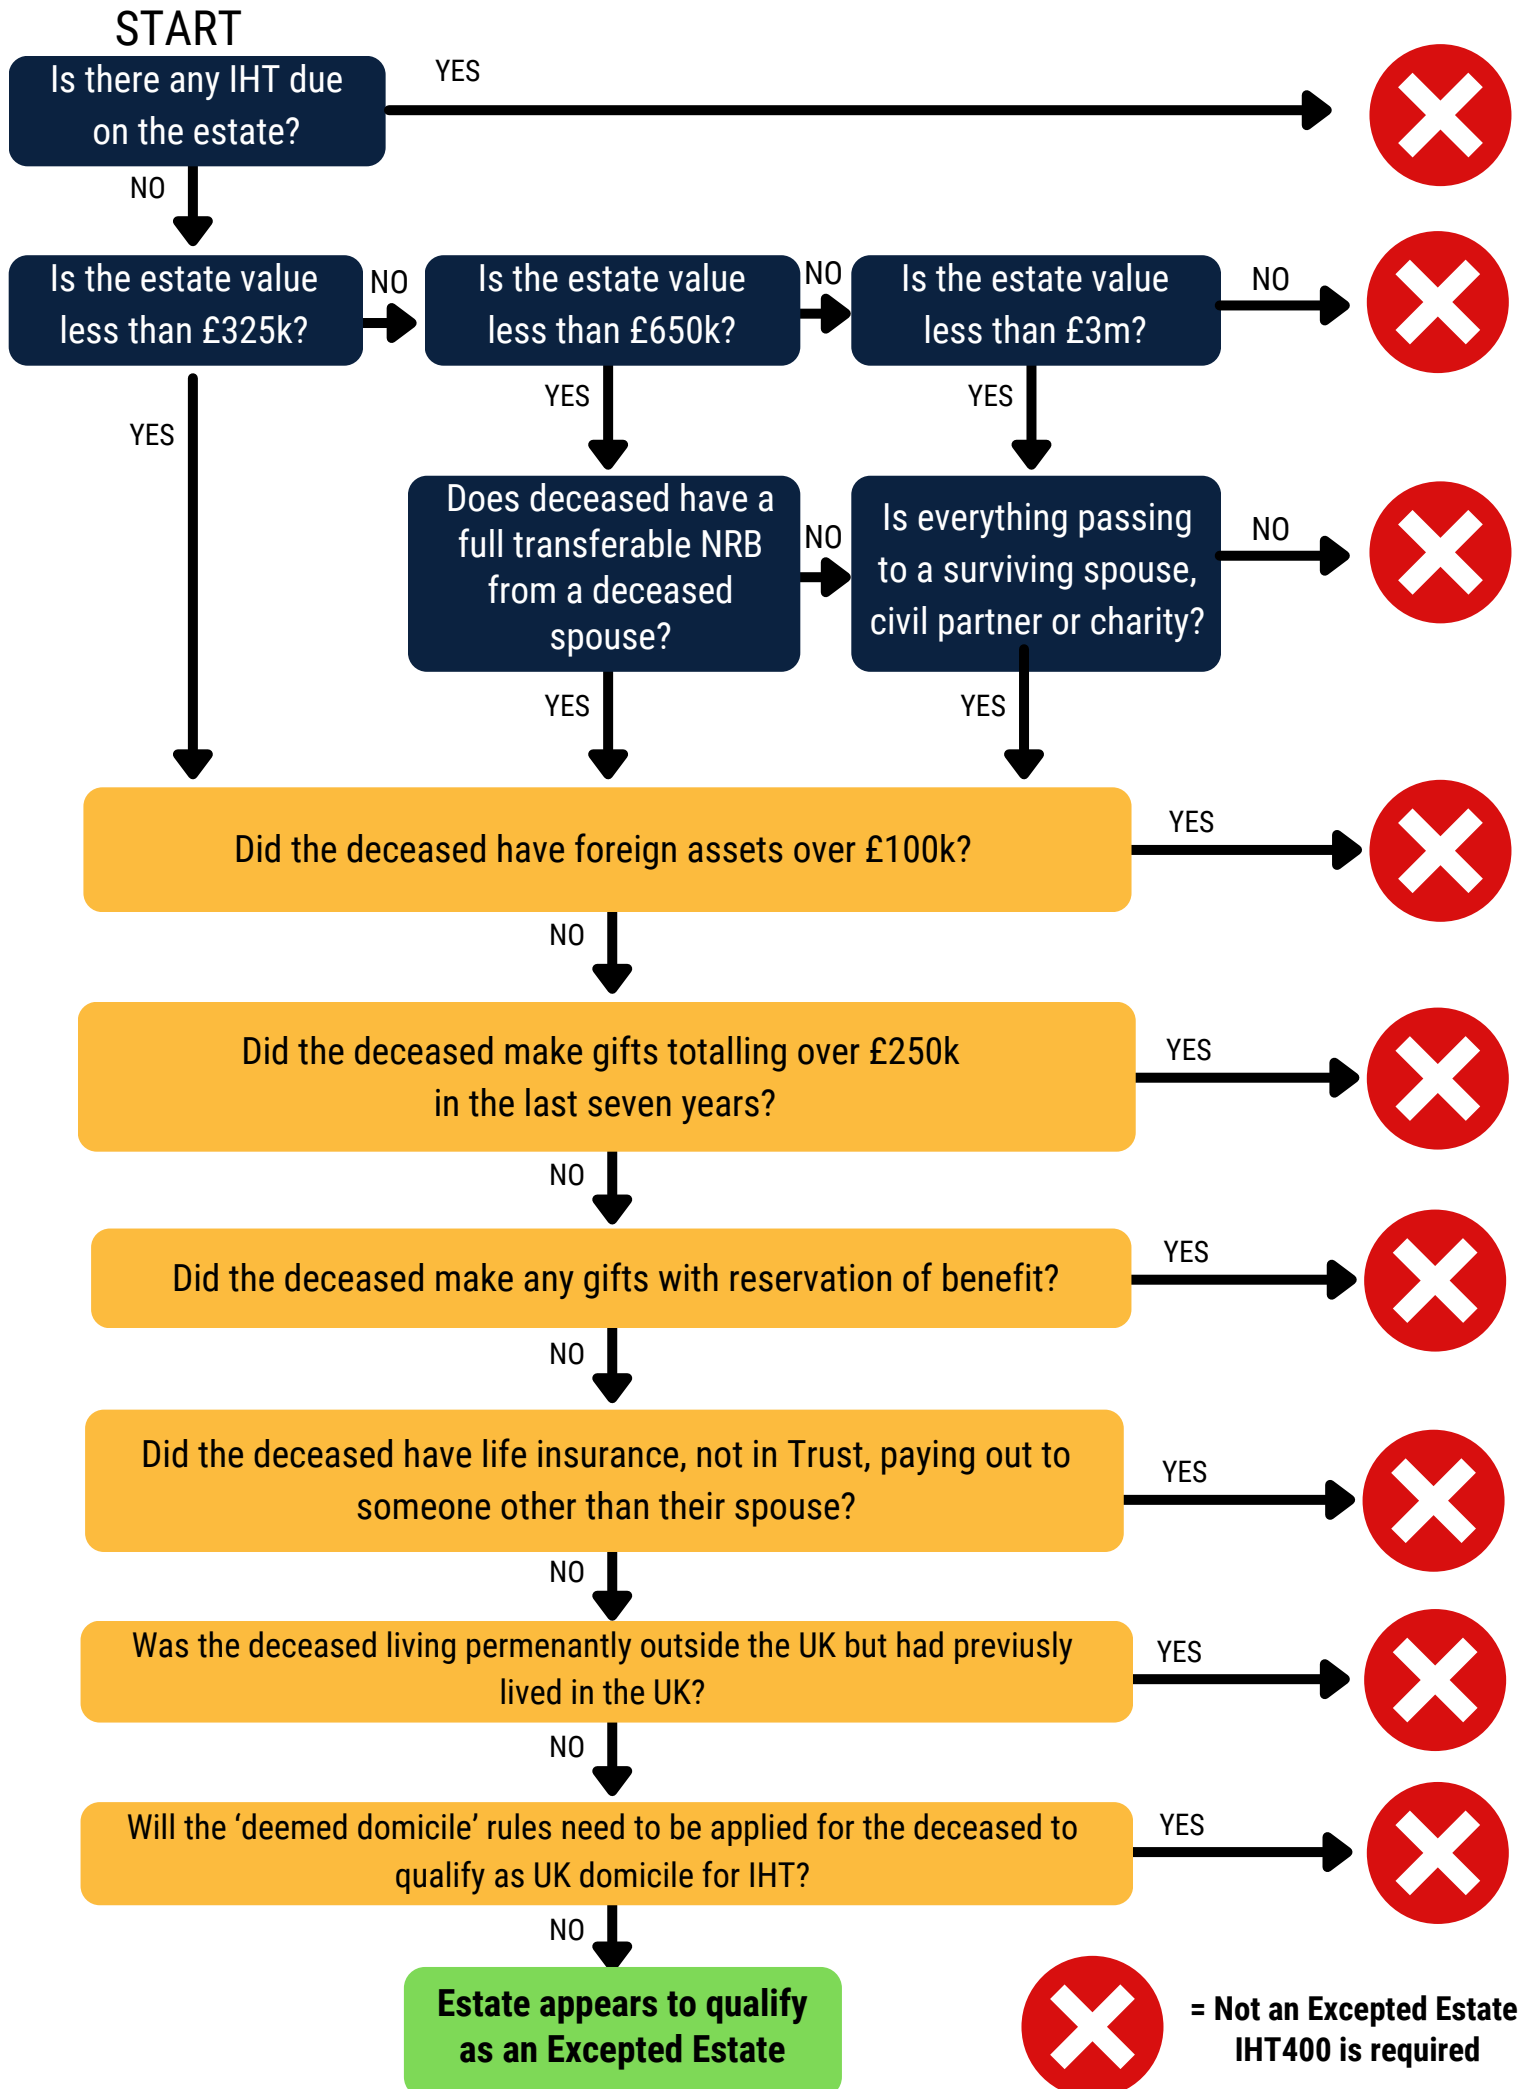 START
Is there any IHT due
on the estate?
YES
NO
Is the estate value
less than £325k?
NO
Is the estate value
less than £650k?
NO
Is the estate value
less than £3m?
NO
YES
YES
YES
Does deceased have a
full transferable NRB
from a deceased
spouse?
NO
Is everything passing
to a surviving spouse,
civil partner or charity?
NO
YES
YES
Did the deceased have foreign assets over £100k?
YES
NO
Did the deceased make gifts totalling over £250k
in the last seven years?
YES
NO
Did the deceased make any gifts with reservation of benefit?
YES
NO
Did the deceased have life insurance, not in Trust, paying out to
someone other than their spouse?
YES
NO
Was the deceased living permenantly outside the UK but had previusly
lived in the UK?
YES
NO
Will the ‘deemed domicile’ rules need to be applied for the deceased to
qualify as UK domicile for IHT?
YES
NO
Estate appears to qualify
as an Excepted Estate
= Not an Excepted Estate
IHT400 is required